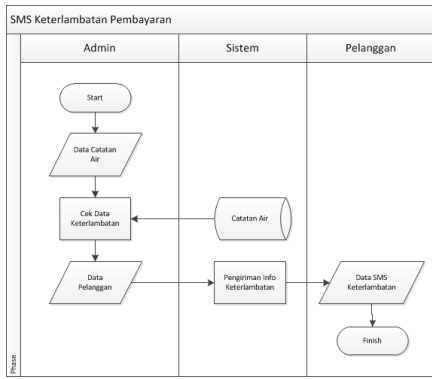 SMS Keterlambatan Pembayaran
Admin
Sistem
Pelanggan
Start
Data Catatan
Air
Cek Data
Keterlambatan
Catatan Air
Data
Pelanggan
Pengiriman Info
Keterlambatan
Data SMS
Keterlambatan
Finish
Phase